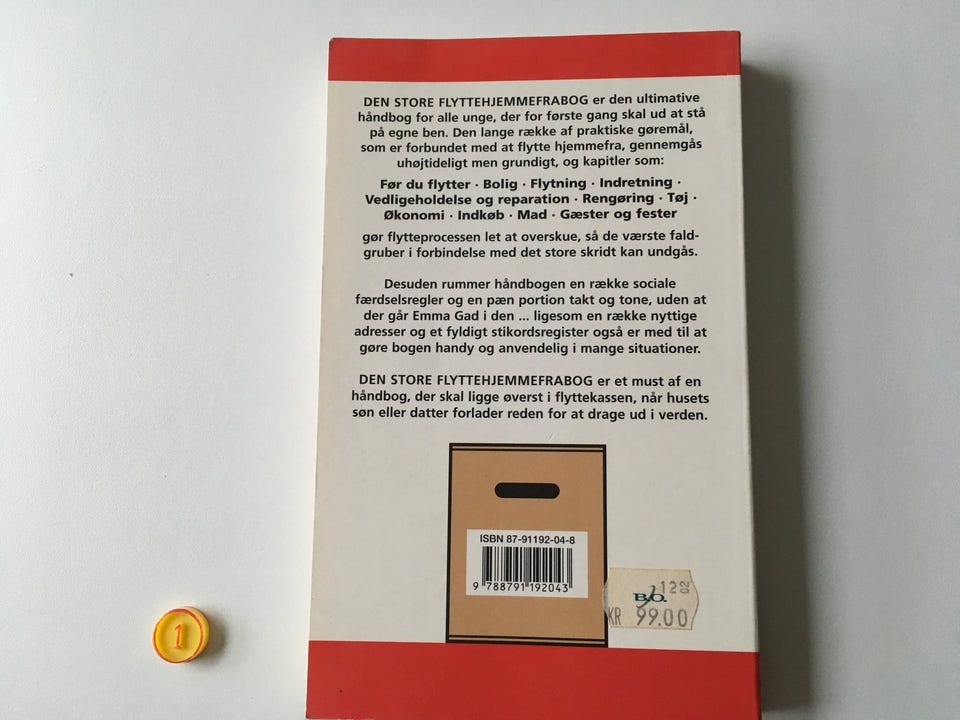 DEN STORE FLYTTEHJEMMEFRABOG er den ultimative
håndbog for alle unge, der for første gang skal ud at stå
på egne ben. Den lange række af praktiske gøremål,
som er forbundet med at flytte hjemmefra, gennemgås
uhøjtideligt men grundigt, og kapitler som:
Før du flytter · Bolig · Flytning · Indretning ·
Vedligeholdelse og reparation · Rengøring · Tøj ·
Økonomi · Indkøb · Mad · Gæster og fester
gør flytteprocessen let at overskue, så de værste fald-
gruber i forbindelse med det store skridt kan undgås.
Desuden rummer håndbogen en række sociale
færdselsregler og en pæn portion takt og tone, uden at
der går Emma Gad i den ... ligesom en række nyttige
adresser og et fyldigt stikordsregister også er med til at
gøre bogen handy og anvendelig i mange situationer.
DEN STORE FLYTTEHJEMMEFRABOG er et must af en
håndbog, der skal ligge øverst i flyttekassen, når husets
søn eller datter forlader reden for at drage ud i verden.
ISBN 87-91192-04-8
9 788791 192043
12 02
KR 99.00
1